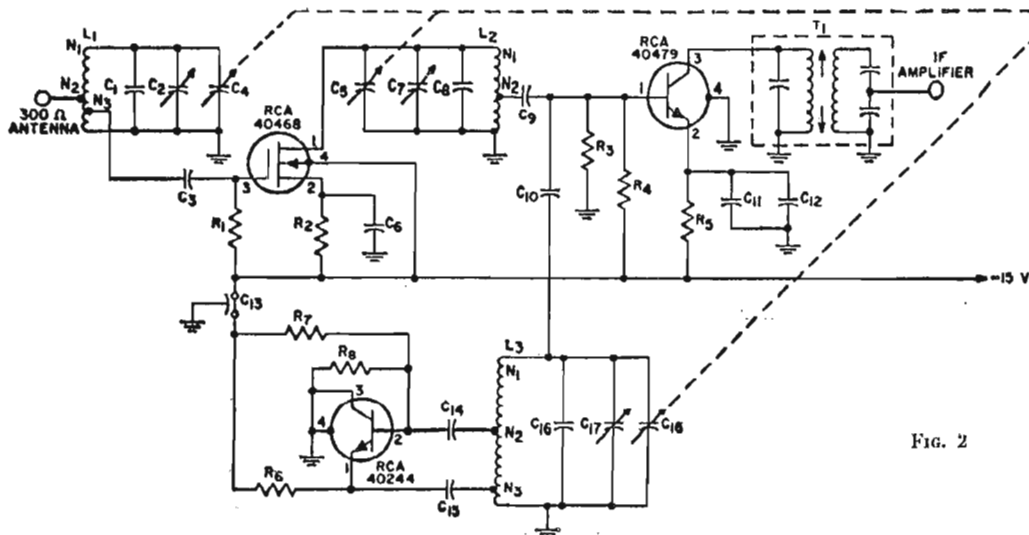 L1
N1
N2
N3
300 Ω
ANTENNA
C1
C2
C4
C3
RCA
40468
1
4
2
3
R1
R2
C6
C5
C7
C8
L2
N1
N2
C9
C10
R3
R4
RCA
40479
3
1
4
2
R5
C11
C12
T1
IF
AMPLIFIER
-15 V
C13
R7
R8
3
4
2
1
RCA
40244
R6
C14
C15
L3
N1
N2
N3
C16
C17
C18
FIG. 2